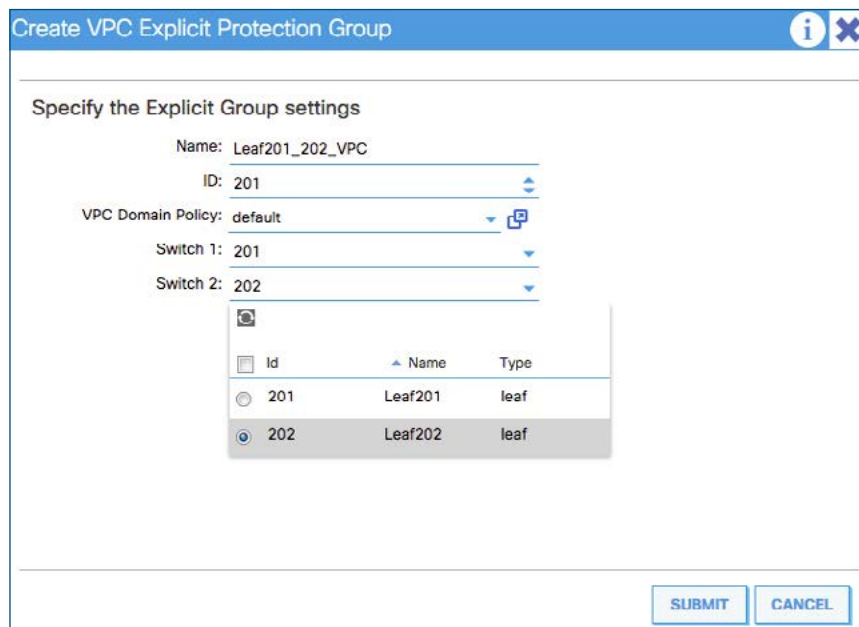 Create VPC Explicit Protection Group
i
Specify the Explicit Group settings
Name: Leaf201_202_VPC
ID: 201
VPC Domain Policy: default
Switch 1: 201
Switch 2: 202
Id Name Type
201 Leaf201 leaf
202 Leaf202 leaf
SUBMIT CANCEL